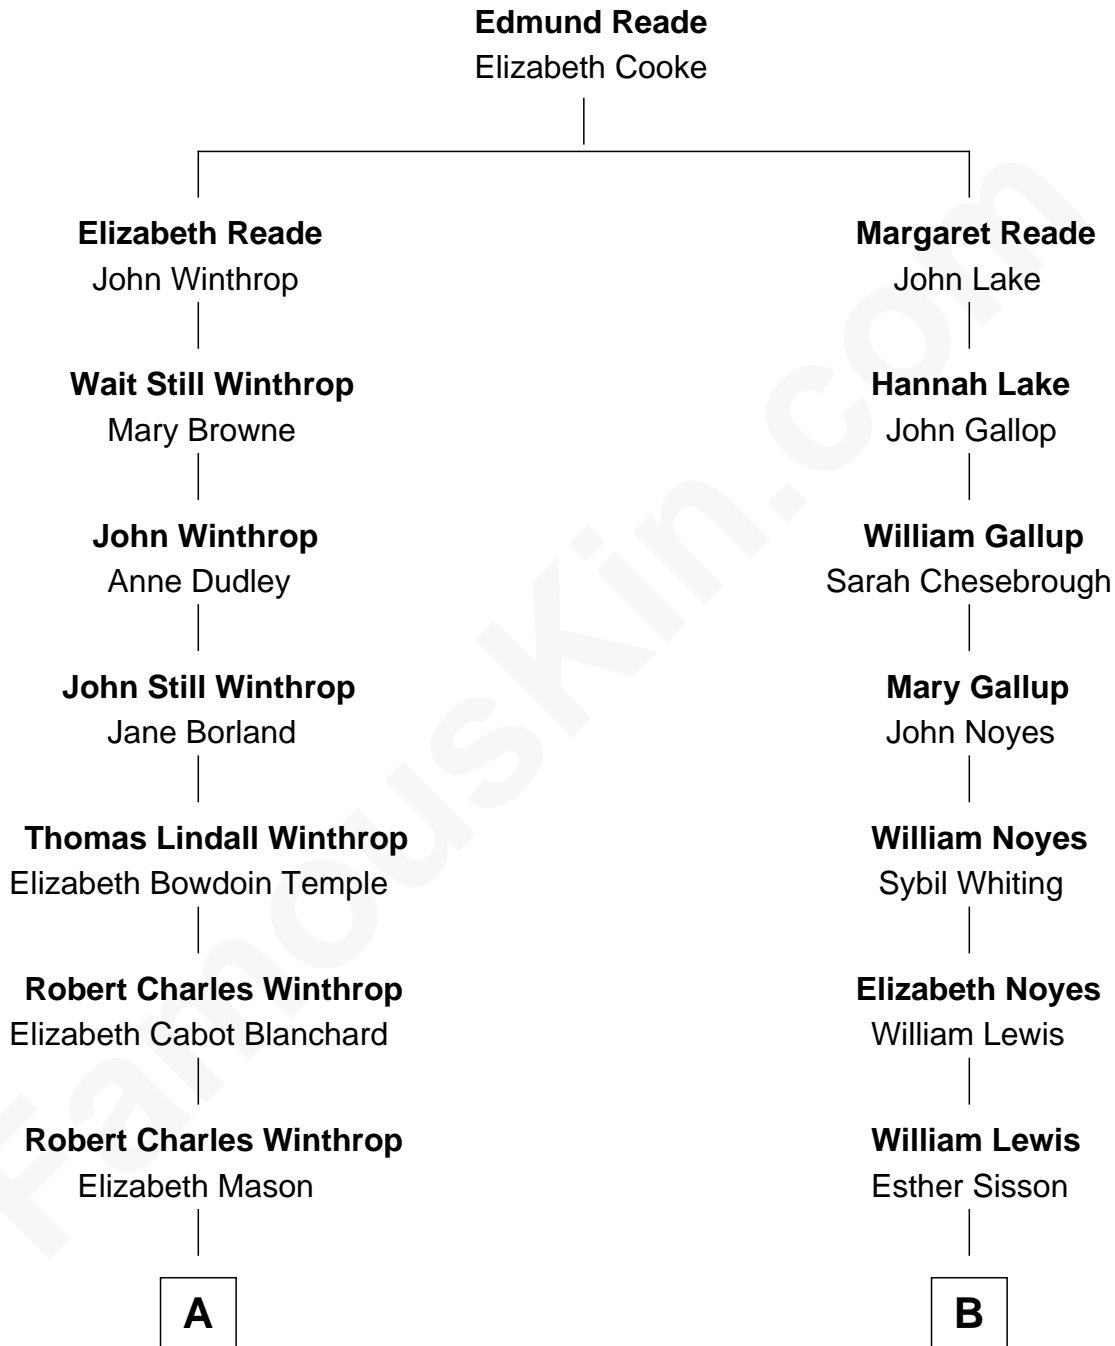 Edmund Reade
Elizabeth Cooke
Elizabeth Reade
John Winthrop
Margaret Reade
John Lake
Wait Still Winthrop
Mary Browne
Hannah Lake
John Gallop
John Winthrop
Anne Dudley
William Gallup
Sarah Chesebrough
John Still Winthrop
Jane Borland
Mary Gallup
John Noyes
Thomas Lindall Winthrop
Elizabeth Bowdoin Temple
William Noyes
Sybil Whiting
Robert Charles Winthrop
Elizabeth Cabot Blanchard
Elizabeth Noyes
William Lewis
Robert Charles Winthrop
Elizabeth Mason
William Lewis
Esther Sisson
A
B
FamousKin.com